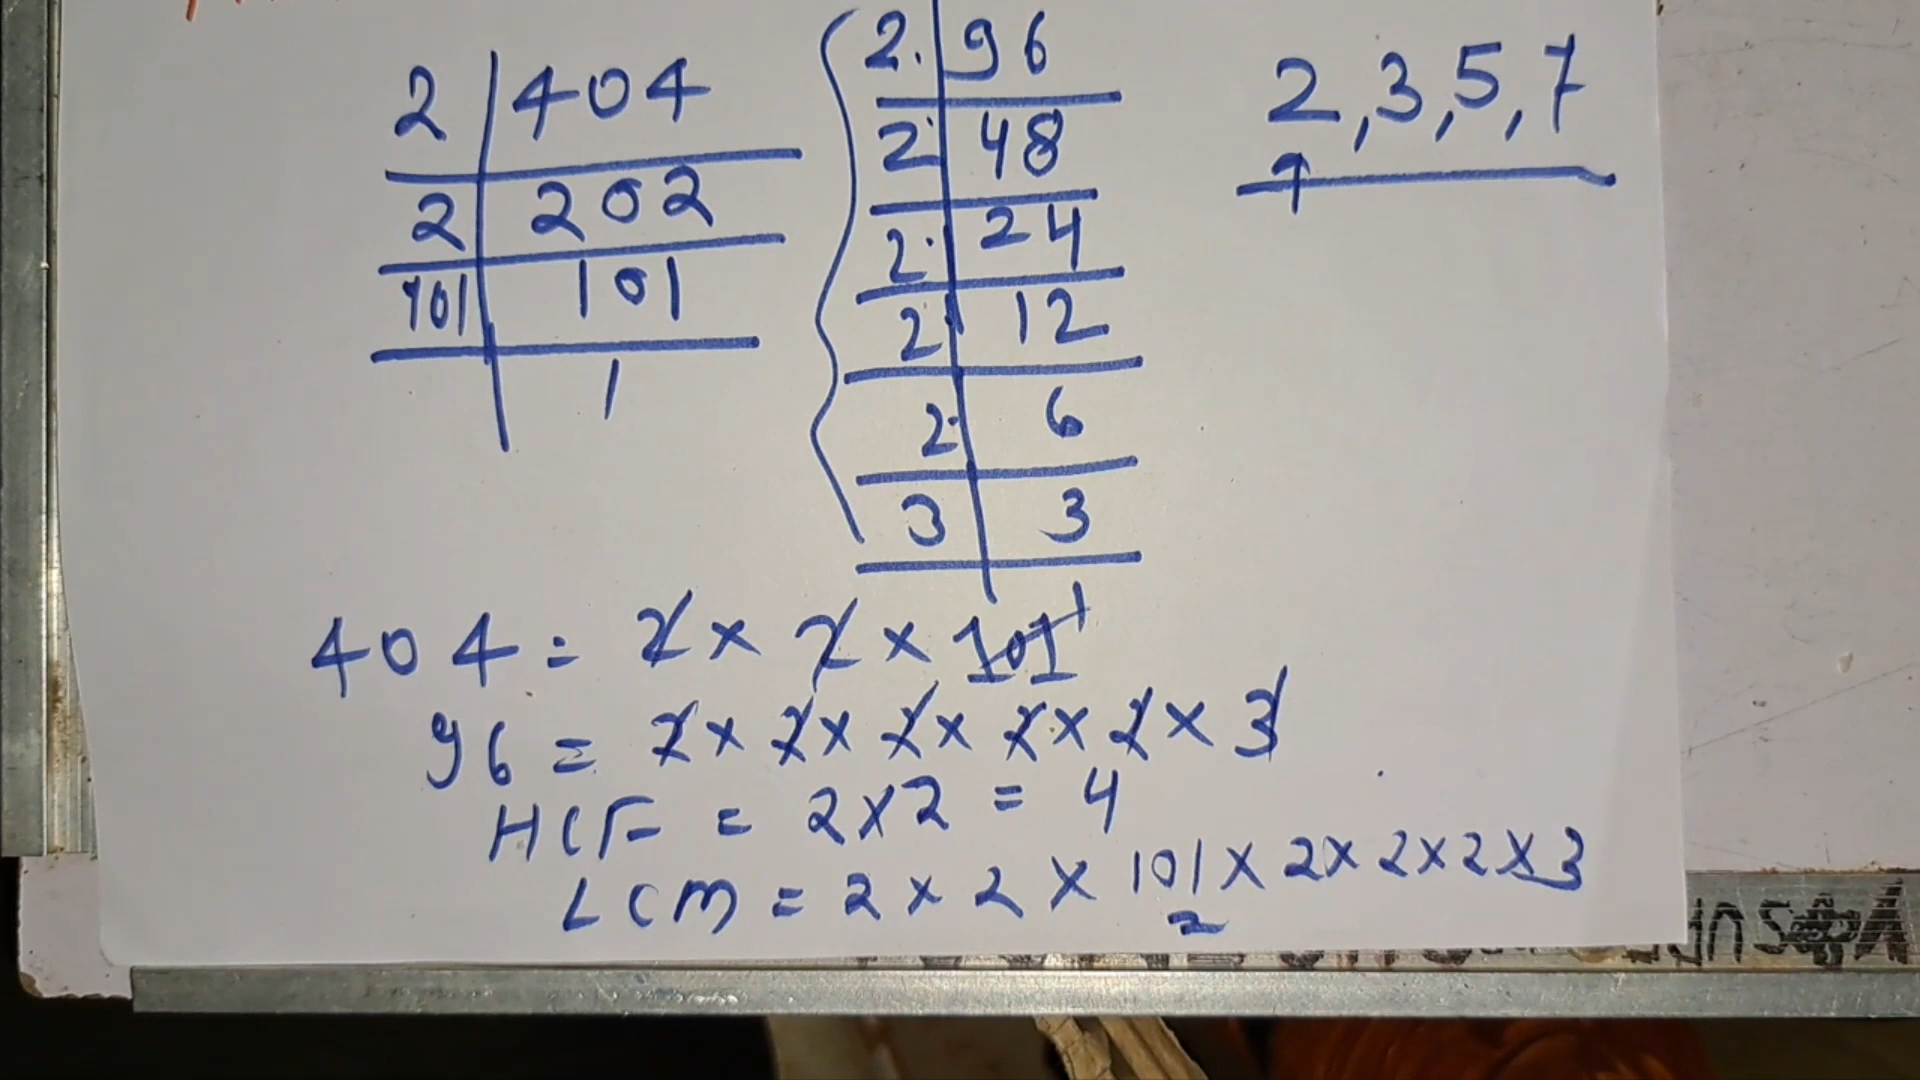 2 | 404
2 | 202
101 | 101
1
2. | 96
2. | 48
2. | 24
2. | 12
2. | 6
3 | 3
1
2, 3, 5, 7
404 = 2 × 2 × 101
96 = 2 × 2 × 2 × 2 × 2 × 3
HCF = 2 × 2 = 4
LCM = 2 × 2 × 101 × 2 × 2 × 2 × 3